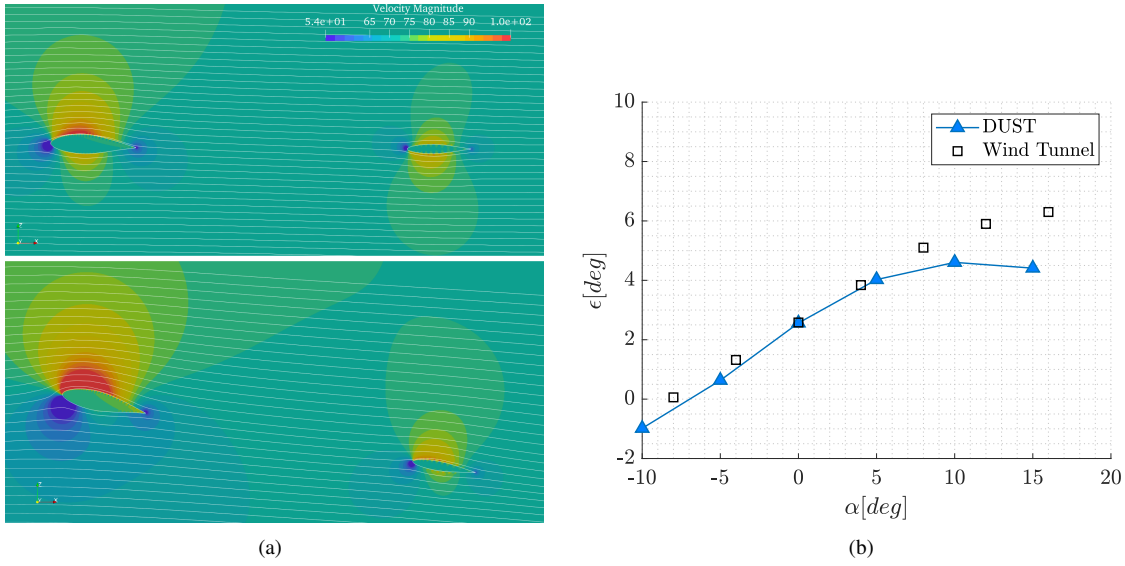 Velocity Magnitude
5.4e+01 65 70 75 80 85 90 1.0e+02
10
8
6
4
2
0
-2
-10 -5 0 5 10 15 20
ϵ[deg]
α[deg]
DUST
Wind Tunnel
(a)
(b)